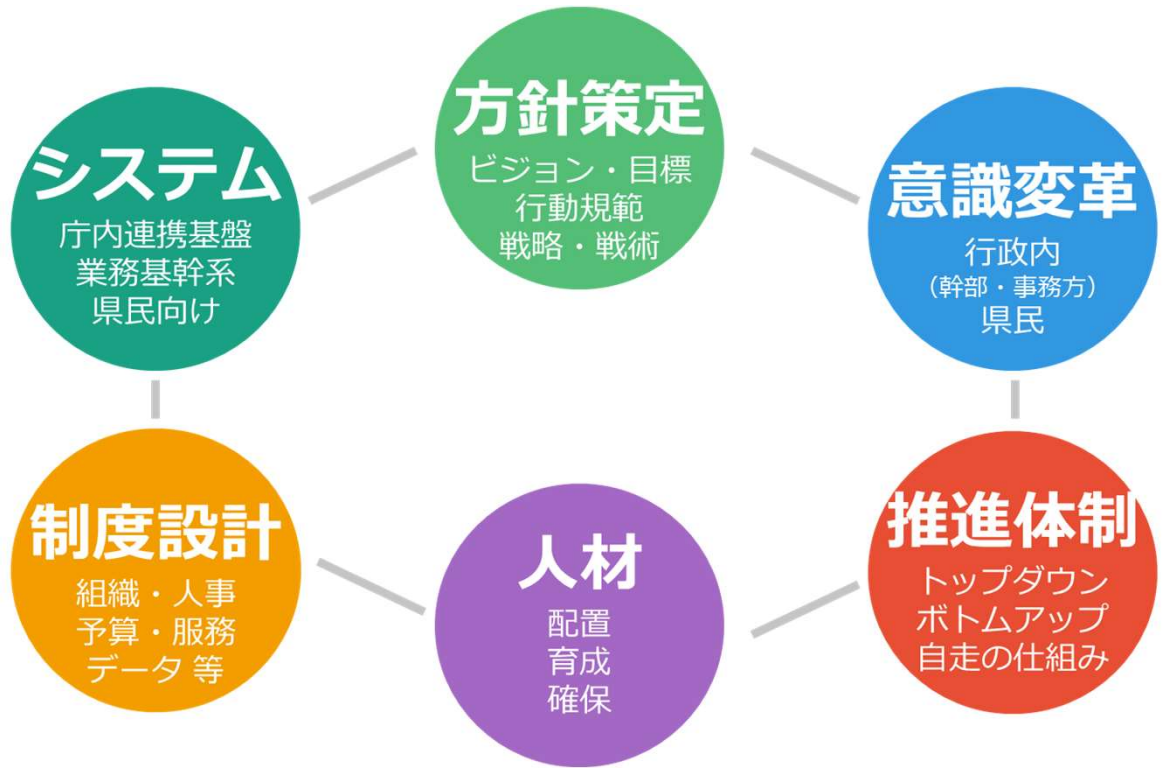 方針策定
ビジョン・目標
行動規範
戦略・戦術
意識変革
行政内
（幹部・事務方）
県民
推進体制
トップダウン
ボトムアップ
自走の仕組み
人材
配置
育成
確保
制度設計
組織・人事
予算・服務
データ 等
システム
庁内連携基盤
業務基幹系
県民向け